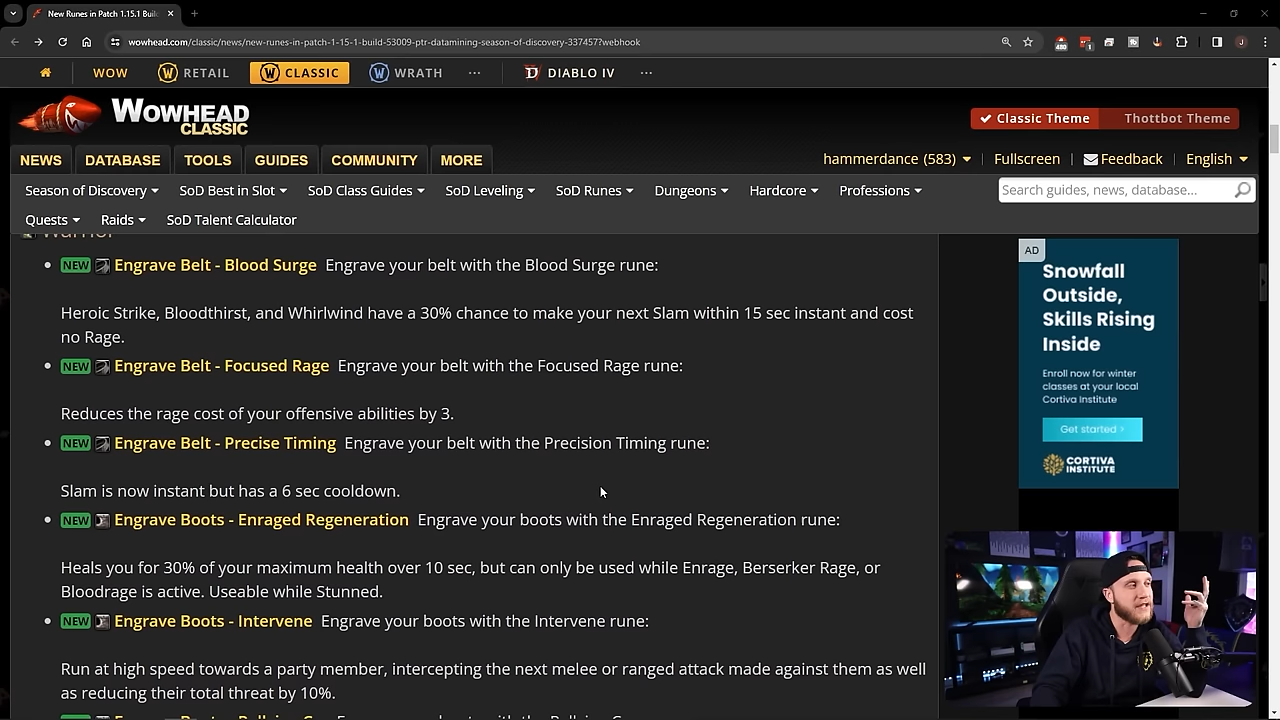 New Runes in Patch 1.15.1 Buil
wowhead.com/classic/news/new-runes-in-patch-1-15-1-build-53009-ptr-datamining-season-of-discovery-337457?webhook
WOW
RETAIL
CLASSIC
WRATH
DIABLO IV
WOWHEAD
CLASSIC
Classic Theme
Thottbot Theme
NEWS
DATABASE
TOOLS
GUIDES
COMMUNITY
MORE
hammerdance (583)
Fullscreen
Feedback
English
Season of Discovery
SoD Best in Slot
SoD Class Guides
SoD Leveling
SoD Runes
Dungeons
Hardcore
Professions
Search guides, news, database...
Quests
Raids
SoD Talent Calculator
Warrior
NEW Engrave Belt - Blood Surge Engrave your belt with the Blood Surge rune:
Heroic Strike, Bloodthirst, and Whirlwind have a 30% chance to make your next Slam within 15 sec instant and cost
no Rage.
NEW Engrave Belt - Focused Rage Engrave your belt with the Focused Rage rune:
Reduces the rage cost of your offensive abilities by 3.
NEW Engrave Belt - Precise Timing Engrave your belt with the Precision Timing rune:
Slam is now instant but has a 6 sec cooldown.
NEW Engrave Boots - Enraged Regeneration Engrave your boots with the Enraged Regeneration rune:
Heals you for 30% of your maximum health over 10 sec, but can only be used while Enrage, Berserker Rage, or
Bloodrage is active. Useable while Stunned.
NEW Engrave Boots - Intervene Engrave your boots with the Intervene rune:
Run at high speed towards a party member, intercepting the next melee or ranged attack made against them as well
as reducing their total threat by 10%.
AD
Snowfall
Outside,
Skills Rising
Inside
Enroll now for winter
classes at your local
Cortiva Institute
Get started >
CORTIVA
INSTITUTE